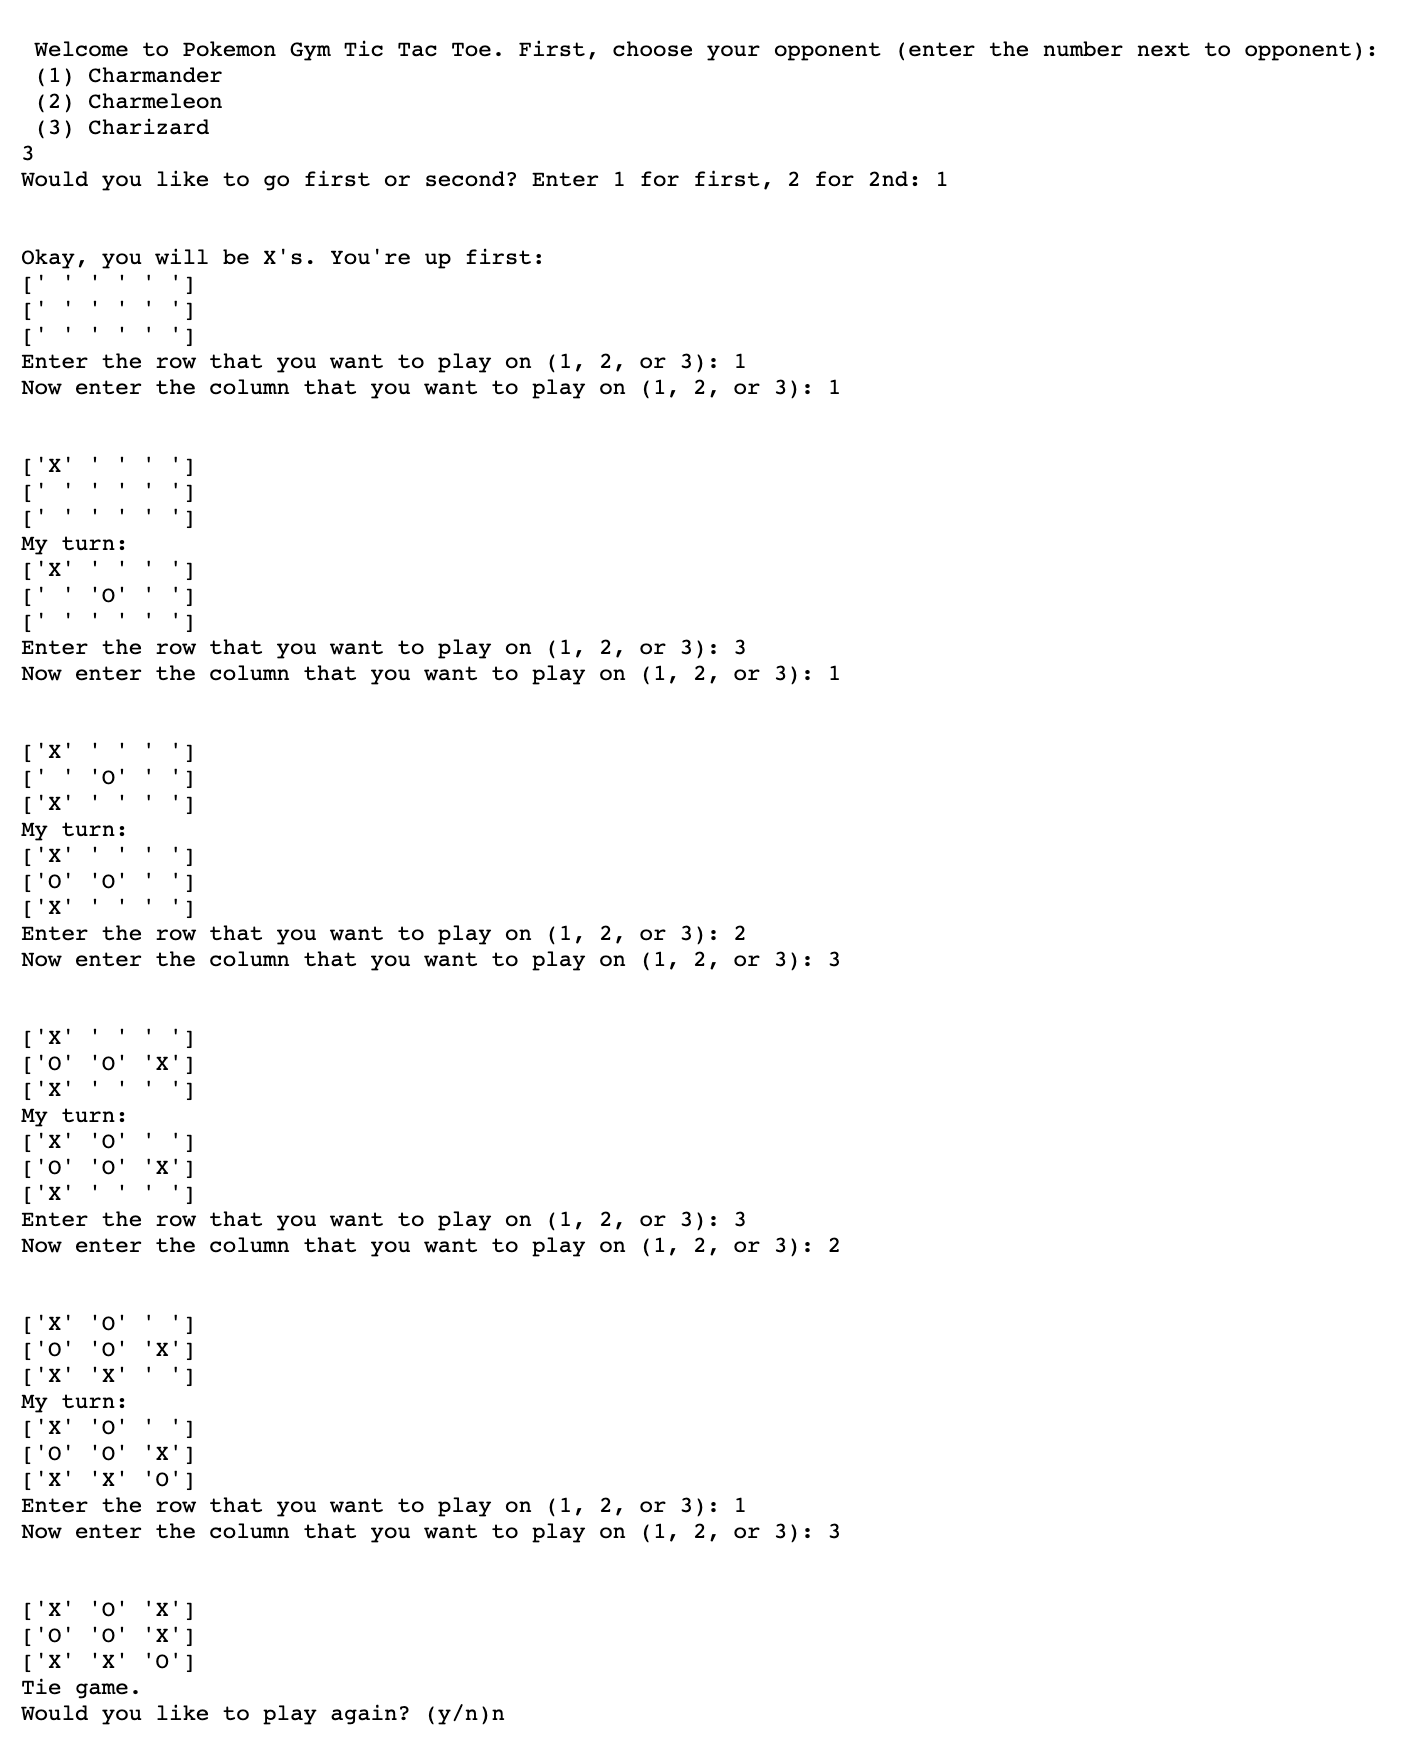 Welcome to Pokemon Gym Tic Tac Toe. First, choose your opponent (enter the number next to opponent):
(1) Charmander
(2) Charmeleon
(3) Charizard
3
Would you like to go first or second? Enter 1 for first, 2 for 2nd: 1
Okay, you will be X's. You're up first:
[' ' ' ' ' ']
[' ' ' ' ' ']
[' ' ' ' ' ']
Enter the row that you want to play on (1, 2, or 3): 1
Now enter the column that you want to play on (1, 2, or 3): 1
['X' ' ' ' ']
[' ' ' ' ' ']
[' ' ' ' ' ']
My turn:
['X' ' ' ' ']
[' ' 'O' ' ']
[' ' ' ' ' ']
Enter the row that you want to play on (1, 2, or 3): 3
Now enter the column that you want to play on (1, 2, or 3): 1
['X' ' ' ' ']
[' ' 'O' ' ']
['X' ' ' ' ']
My turn:
['X' ' ' ' ']
['O' 'O' ' ']
['X' ' ' ' ']
Enter the row that you want to play on (1, 2, or 3): 2
Now enter the column that you want to play on (1, 2, or 3): 3
['X' ' ' ' ']
['O' 'O' 'X']
['X' ' ' ' ']
My turn:
['X' 'O' ' ']
['O' 'O' 'X']
['X' ' ' ' ']
Enter the row that you want to play on (1, 2, or 3): 3
Now enter the column that you want to play on (1, 2, or 3): 2
['X' 'O' ' ']
['O' 'O' 'X']
['X' 'X' ' ']
My turn:
['X' 'O' ' ']
['O' 'O' 'X']
['X' 'X' 'O']
Enter the row that you want to play on (1, 2, or 3): 1
Now enter the column that you want to play on (1, 2, or 3): 3
['X' 'O' 'X']
['O' 'O' 'X']
['X' 'X' 'O']
Tie game.
Would you like to play again? (y/n)n